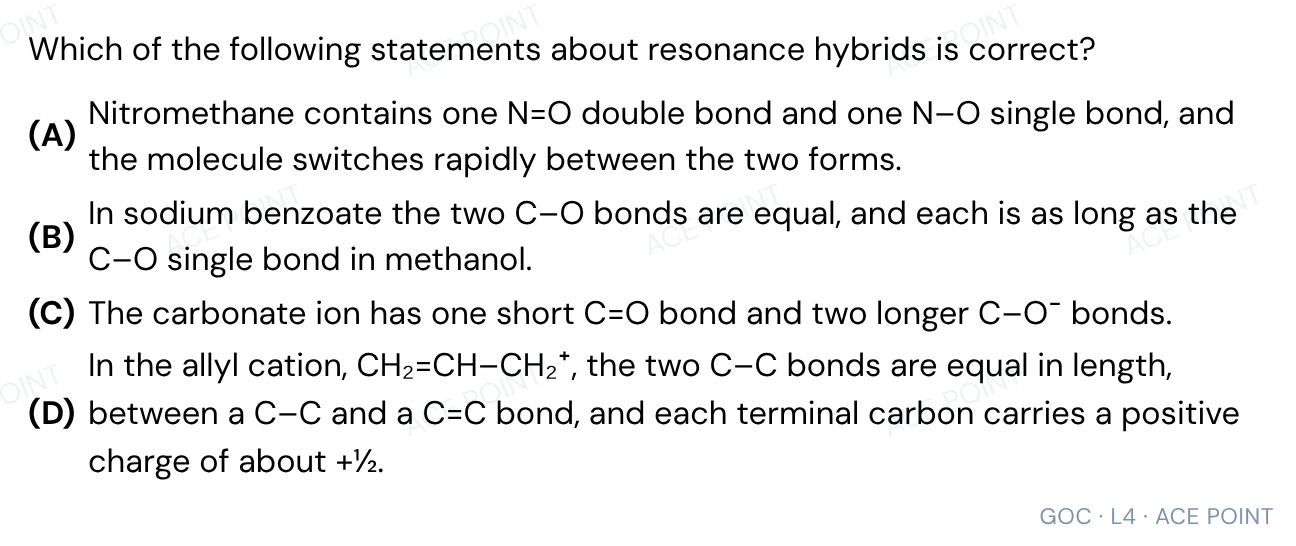 Which of the following statements about resonance hybrids is correct?
(A) Nitromethane contains one N=O double bond and one N–O single bond, and
the molecule switches rapidly between the two forms.
(B) In sodium benzoate the two C–O bonds are equal, and each is as long as the
C–O single bond in methanol.
(C) The carbonate ion has one short C=O bond and two longer C–O⁻ bonds.
In the allyl cation, CH₂=CH–CH₂⁺, the two C–C bonds are equal in length,
(D) between a C–C and a C=C bond, and each terminal carbon carries a positive
charge of about +½.
GOC · L4 · ACE POINT